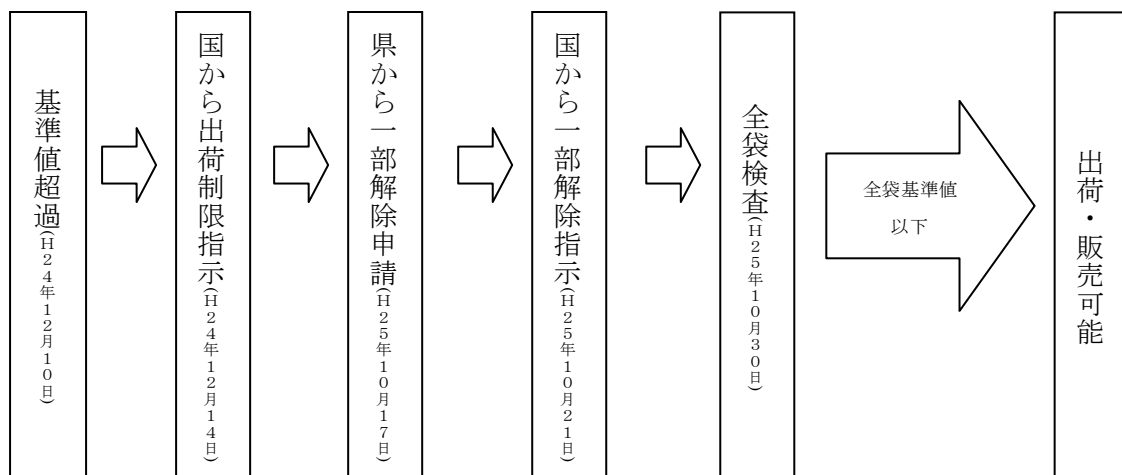 基準値超過(H24年12月10日)
国から出荷制限指示(H24年12月14日)
県から一部解除申請(H25年10月17日)
国から一部解除指示(H25年10月21日)
全袋検査(H25年10月30日)
全袋基準値
以下
出荷・販売可能